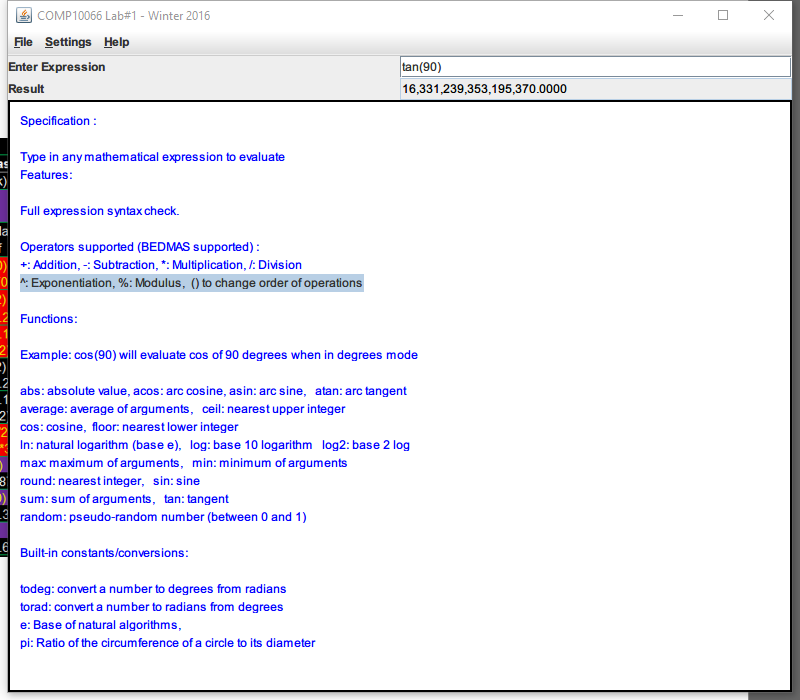 COMP10066 Lab#1 - Winter 2016
File Settings Help
Enter Expression tan(90)
Result 16,331,239,353,195,370.0000
Specification :
Type in any mathematical expression to evaluate
Features:
Full expression syntax check.
Operators supported (BEDMAS supported) :
+: Addition, -: Subtraction, *: Multiplication, /: Division
^: Exponentiation, %: Modulus, () to change order of operations
Functions:
Example: cos(90) will evaluate cos of 90 degrees when in degrees mode
abs: absolute value, acos: arc cosine, asin: arc sine, atan: arc tangent
average: average of arguments, ceil: nearest upper integer
cos: cosine, floor: nearest lower integer
ln: natural logarithm (base e), log: base 10 logarithm log2: base 2 log
max: maximum of arguments, min: minimum of arguments
round: nearest integer, sin: sine
sum: sum of arguments, tan: tangent
random: pseudo-random number (between 0 and 1)
Built-in constants/conversions:
todeg: convert a number to degrees from radians
torad: convert a number to radians from degrees
e: Base of natural algorithms,
pi: Ratio of the circumference of a circle to its diameter